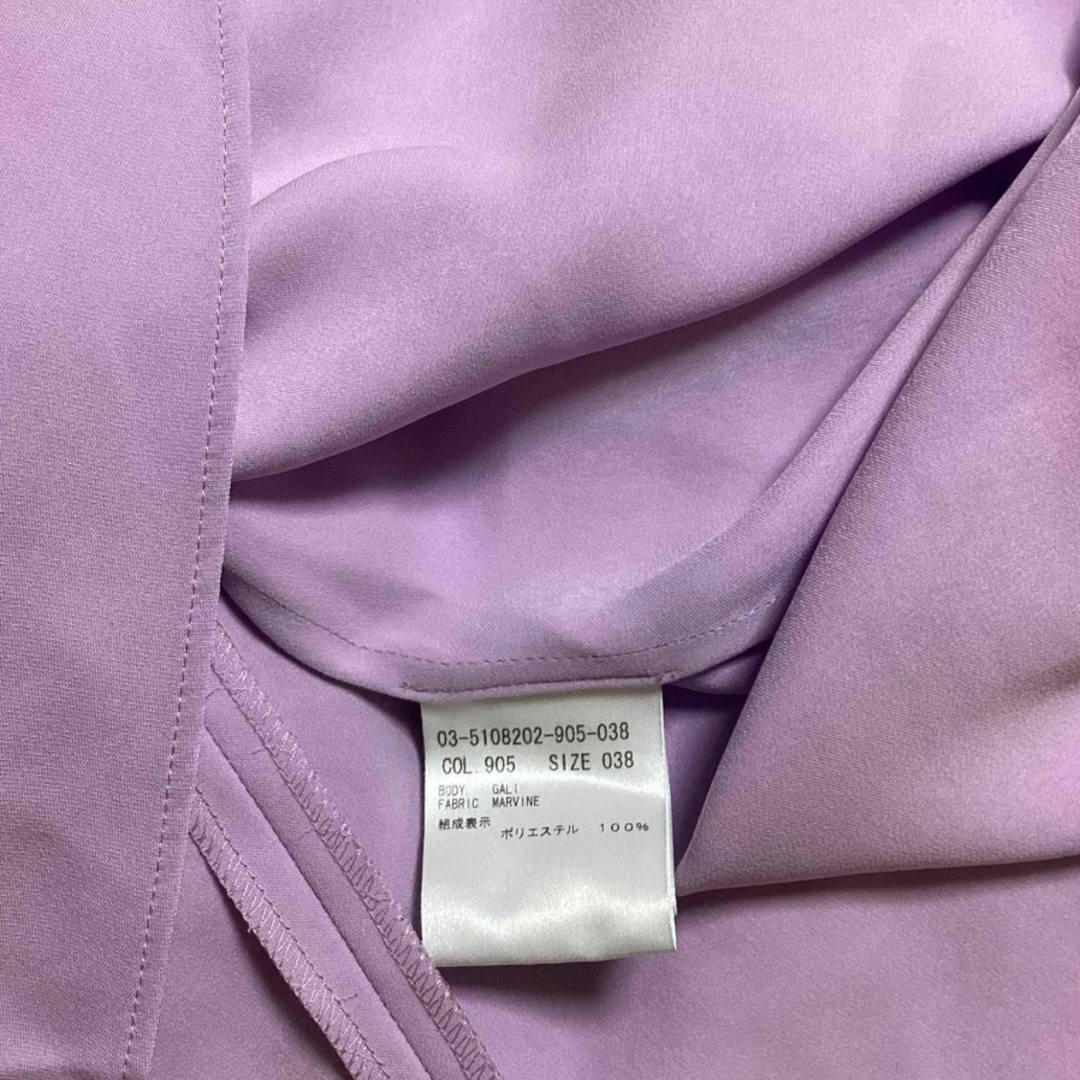 03-5108202-905-038
COL. 905 SIZE 038
BODY GALI
FABRIC MARVINE
組成表示
ポリエステル 100%